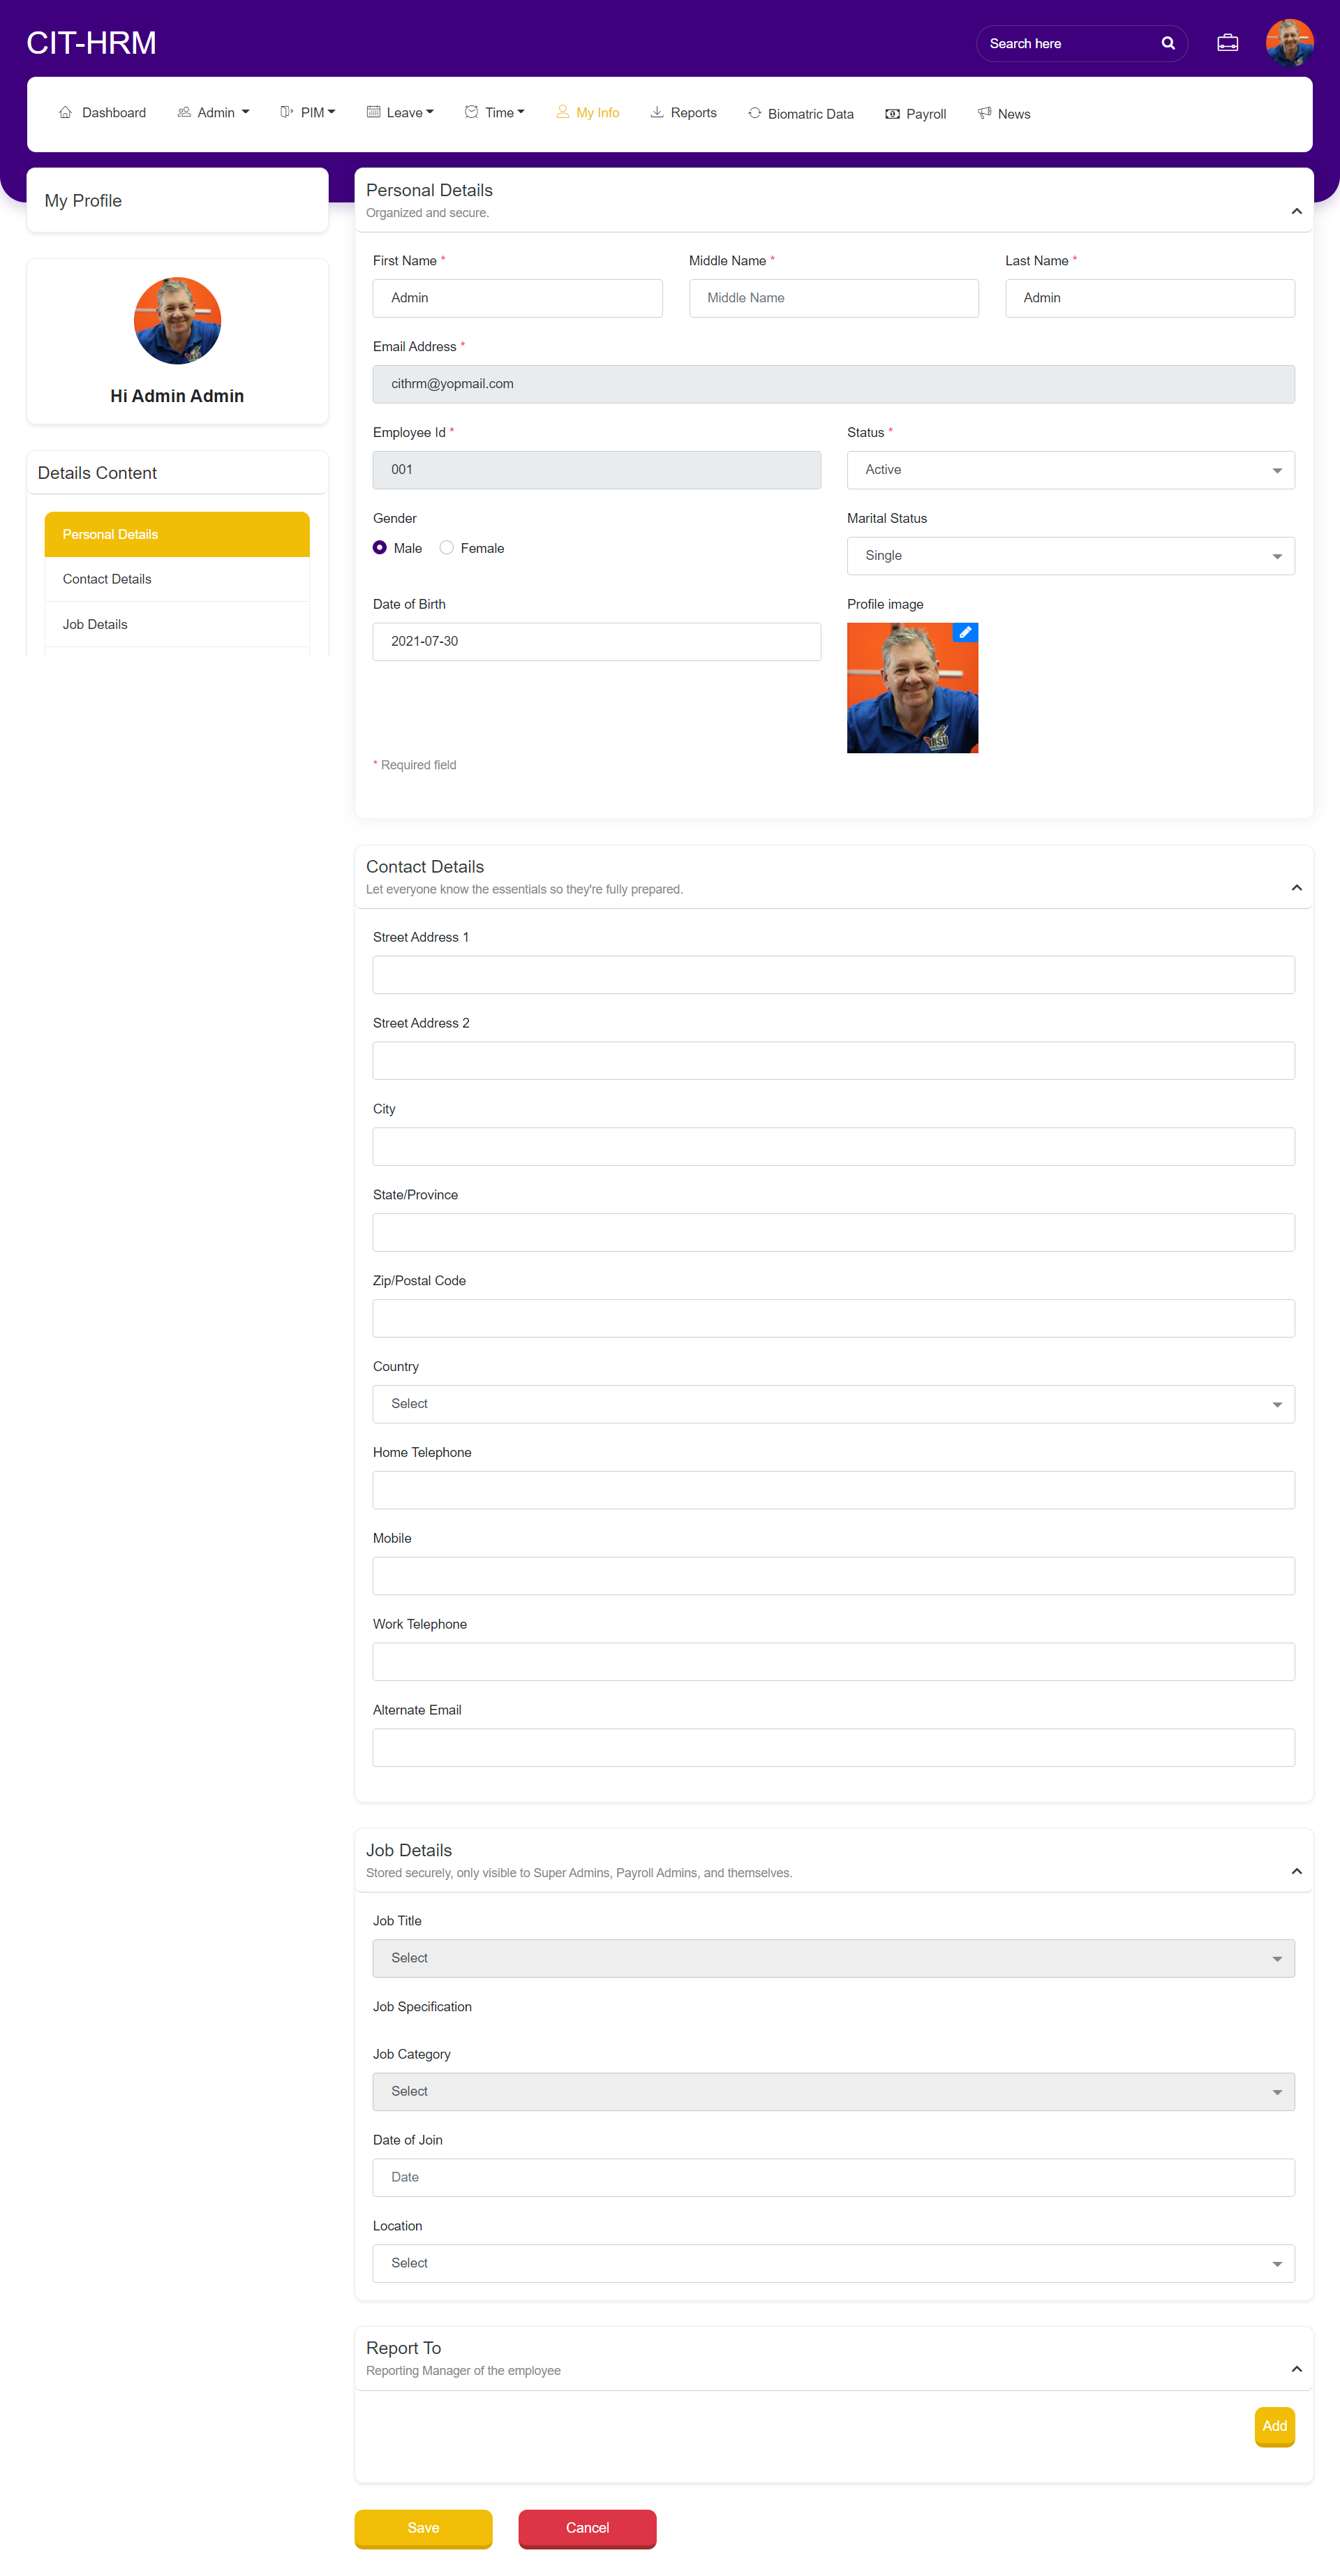 CIT-HRM
Search here
Dashboard Admin PIM Leave Time My Info Reports Biomatric Data Payroll News
My Profile
Hi Admin Admin
Details Content
Personal Details
Contact Details
Job Details
Personal Details
Organized and secure.
First Name * Middle Name * Last Name *
Admin Middle Name Admin
Email Address *
cithrm@yopmail.com
Employee Id * Status *
001 Active
Gender Marital Status
Male Female Single
Date of Birth Profile image
2021-07-30
* Required field
Contact Details
Let everyone know the essentials so they're fully prepared.
Street Address 1
Street Address 2
City
State/Province
Zip/Postal Code
Country
Select
Home Telephone
Mobile
Work Telephone
Alternate Email
Job Details
Stored securely, only visible to Super Admins, Payroll Admins, and themselves.
Job Title
Select
Job Specification
Job Category
Select
Date of Join
Date
Location
Select
Report To
Reporting Manager of the employee
Add
Save Cancel